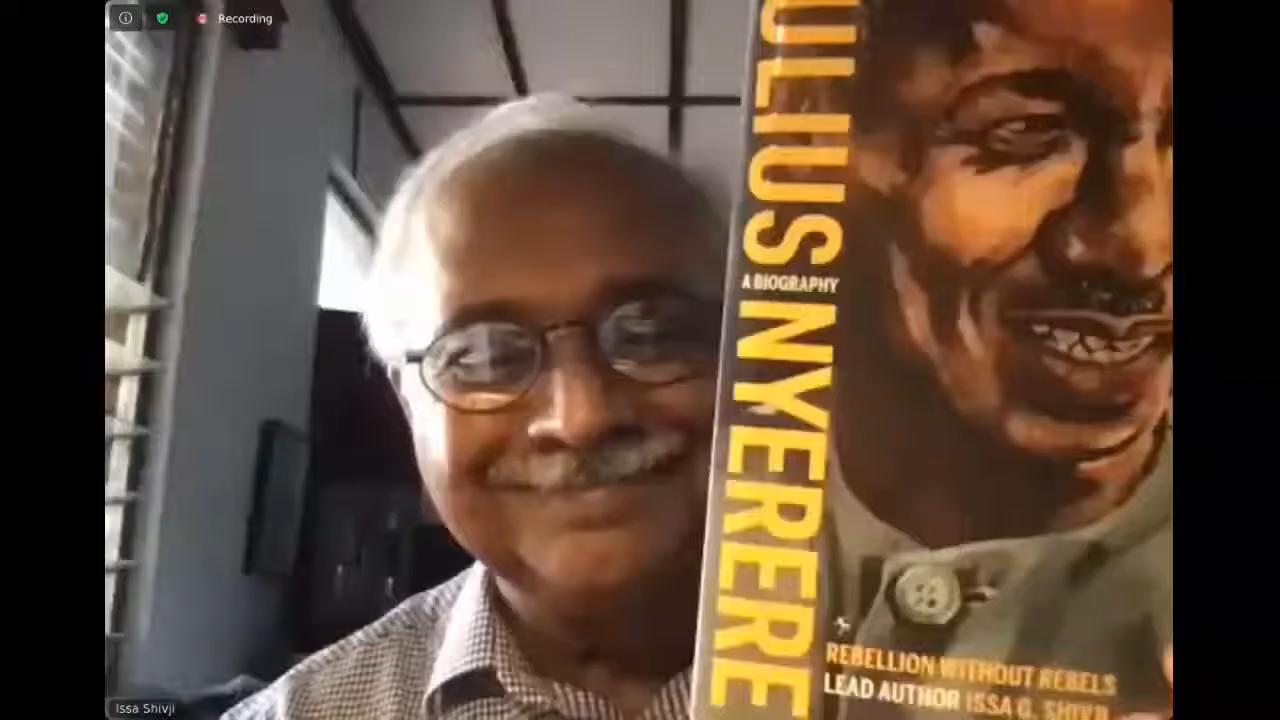 Recording
ULIUS
A BIOGRAPHY
NYERERE
REBELLION WITHOUT REBELS
LEAD AUTHOR ISSA G. SHIVJI
Issa Shivji